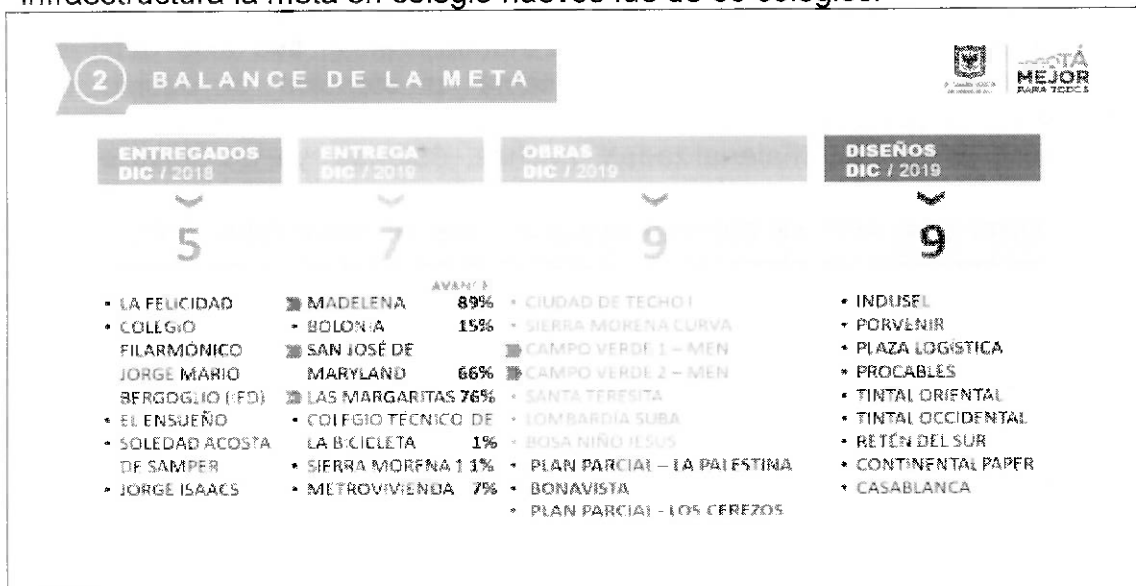 infraestructura la meta en colegio nuevos fue de 30 colegios.
2 BALANCE DE LA META
BOGOTÁ
MEJOR
PARA TODOS
ENTREGADOS
DIC / 2018
5
• LA FELICIDAD
• COLEGIO
FILARMÓNICO
JORGE MARIO
BERGOGLIO (IED)
• EL ENSUEÑO
• SOLEDAD ACOSTA
DE SAMPER
• JORGE ISAACS
ENTREGA
DIC / 2019
7
AVANCE
MADELENA 89%
• BOLONIA 15%
SAN JOSÉ DE
MARYLAND 66%
LAS MARGARITAS 76%
• COLEGIO TÉCNICO DE
LA BICICLETA 1%
• SIERRA MORENA 1 1%
• METROVIVIENDA 7%
OBRAS
DIC / 2019
9
• CIUDAD DE TECHO I
• SIERRA MORENA CURVA
CAMPO VERDE 1 – MEN
CAMPO VERDE 2 – MEN
• SANTA TERESITA
• LOMBARDÍA SUBA
• BOSA NIÑO JESUS
• PLAN PARCIAL – LA PALESTINA
• BONAVISTA
• PLAN PARCIAL - LOS CEREZOS
DISEÑOS
DIC / 2019
9
• INDUSEL
• PORVENIR
• PLAZA LOGÍSTICA
• PROCABLES
• TINTAL ORIENTAL
• TINTAL OCCIDENTAL
• RETÉN DEL SUR
• CONTINENTAL PAPER
• CASABLANCA